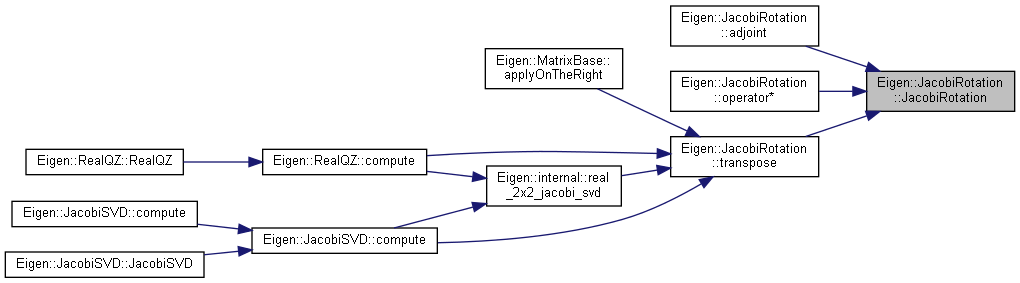 Eigen::JacobiRotation
::adjoint
Eigen::MatrixBase::
applyOnTheRight
Eigen::JacobiRotation
::operator*
Eigen::JacobiRotation
::JacobiRotation
Eigen::RealQZ::RealQZ
Eigen::RealQZ::compute
Eigen::JacobiRotation
::transpose
Eigen::internal::real
_2x2_jacobi_svd
Eigen::JacobiSVD::compute
Eigen::JacobiSVD::compute
Eigen::JacobiSVD::JacobiSVD